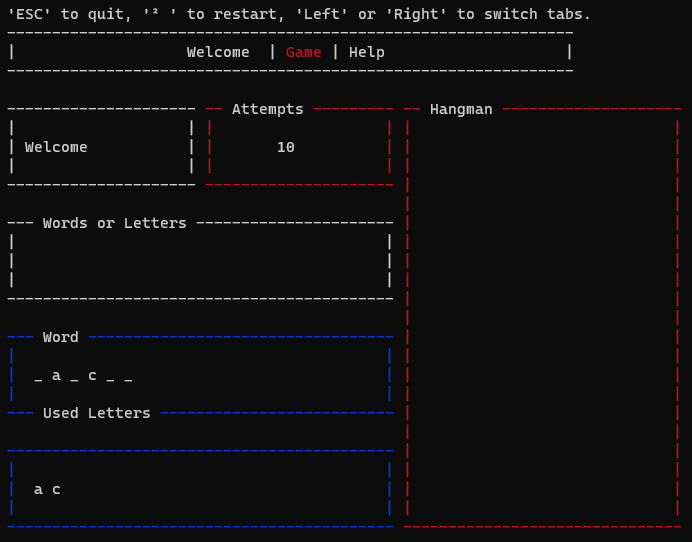 'ESC' to quit, '² ' to restart, 'Left' or 'Right' to switch tabs.
Welcome | Game | Help
Attempts
Hangman
Welcome
10
Words or Letters
Word
_ a _ c _ _
Used Letters
a c